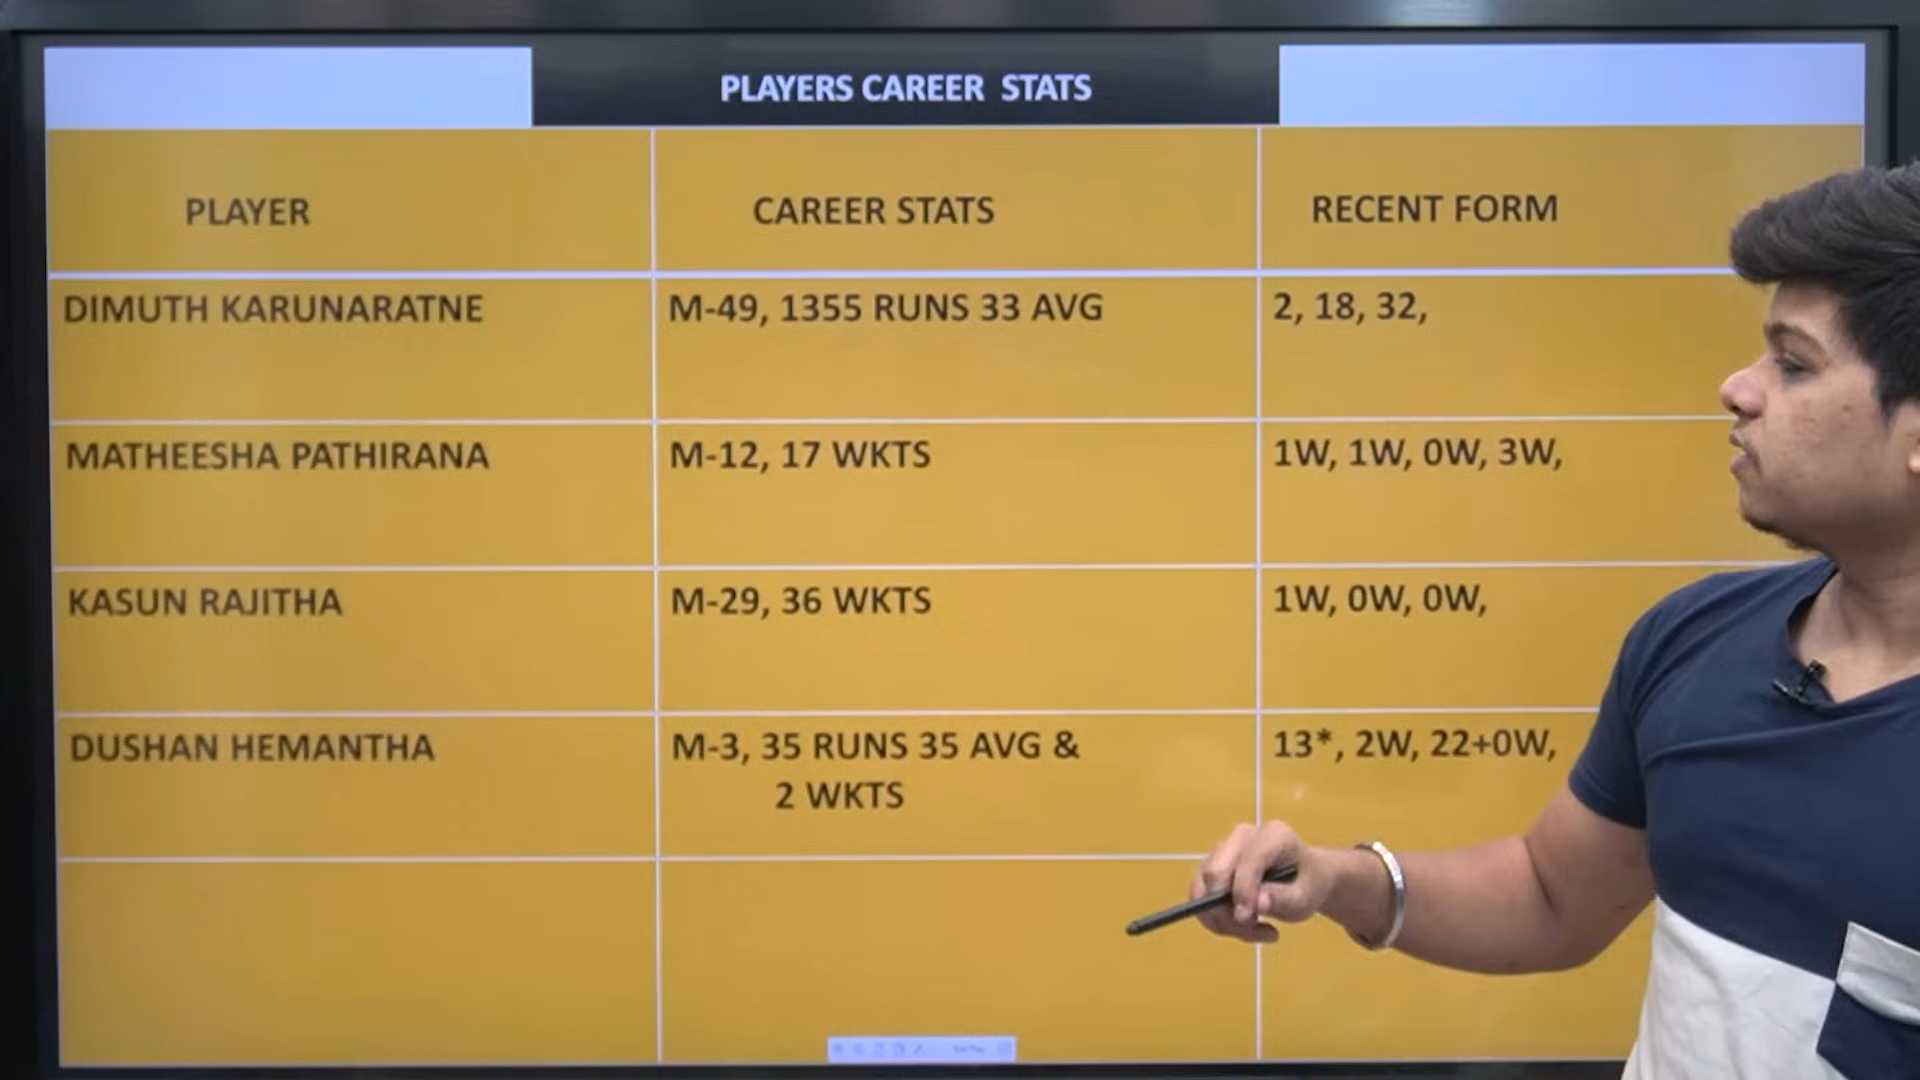 PLAYERS CAREER STATS
PLAYER
CAREER STATS
RECENT FORM
DIMUTH KARUNARATNE
M-49, 1355 RUNS 33 AVG
2, 18, 32,
MATHEESHA PATHIRANA
M-12, 17 WKTS
1W, 1W, 0W, 3W,
KASUN RAJITHA
M-29, 36 WKTS
1W, 0W, 0W,
DUSHAN HEMANTHA
M-3, 35 RUNS 35 AVG &
2 WKTS
13*, 2W, 22+0W,